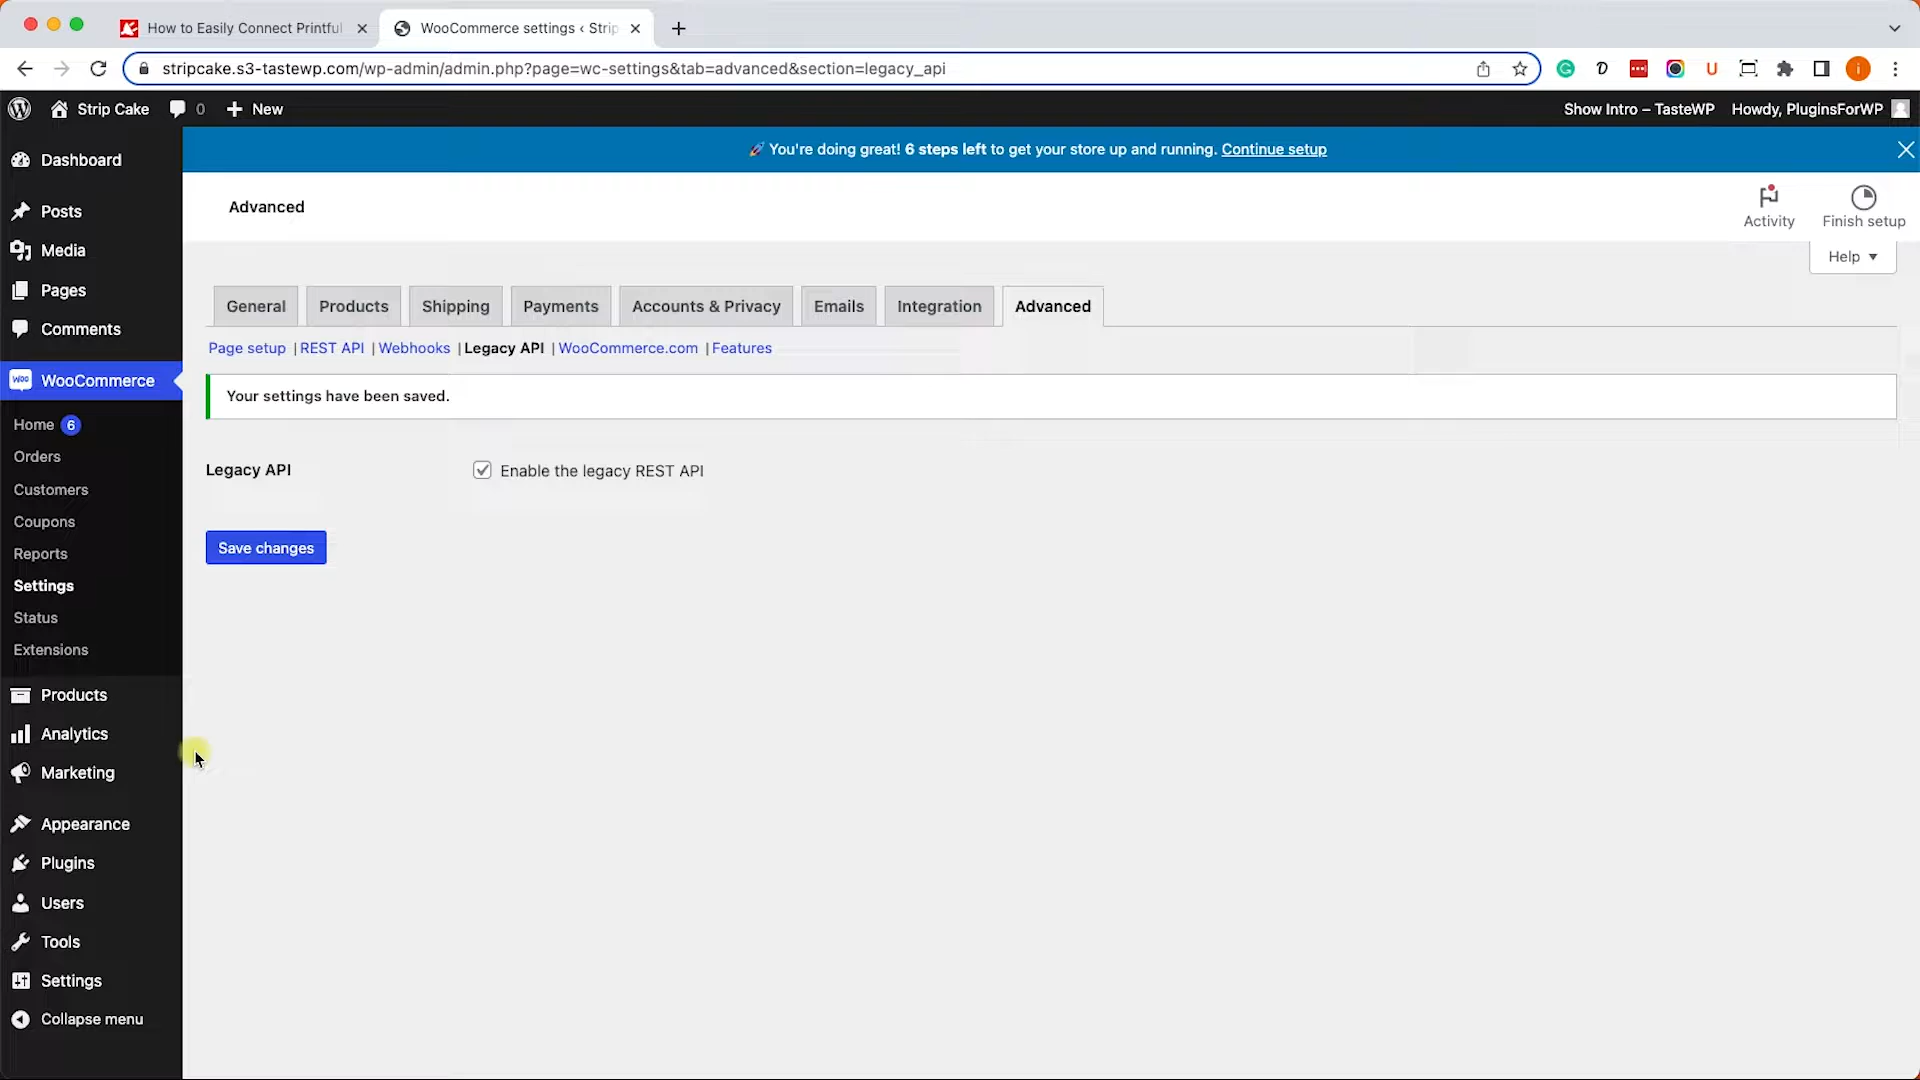 How to Easily Connect Printful
WooCommerce settings ‹ Strip
stripcake.s3-tastewp.com/wp-admin/admin.php?page=wc-settings&tab=advanced&section=legacy_api
Strip Cake 0 + New Show Intro – TasteWP Howdy, PluginsForWP
🚀 You're doing great! 6 steps left to get your store up and running. Continue setup
Advanced
Activity
Finish setup
Help ▼
General Products Shipping Payments Accounts & Privacy Emails Integration Advanced
Page setup | REST API | Webhooks | Legacy API | WooCommerce.com | Features
Your settings have been saved.
Legacy API Enable the legacy REST API
Save changes
Dashboard
Posts
Media
Pages
Comments
WooCommerce
Home 6
Orders
Customers
Coupons
Reports
Settings
Status
Extensions
Products
Analytics
Marketing
Appearance
Plugins
Users
Tools
Settings
Collapse menu